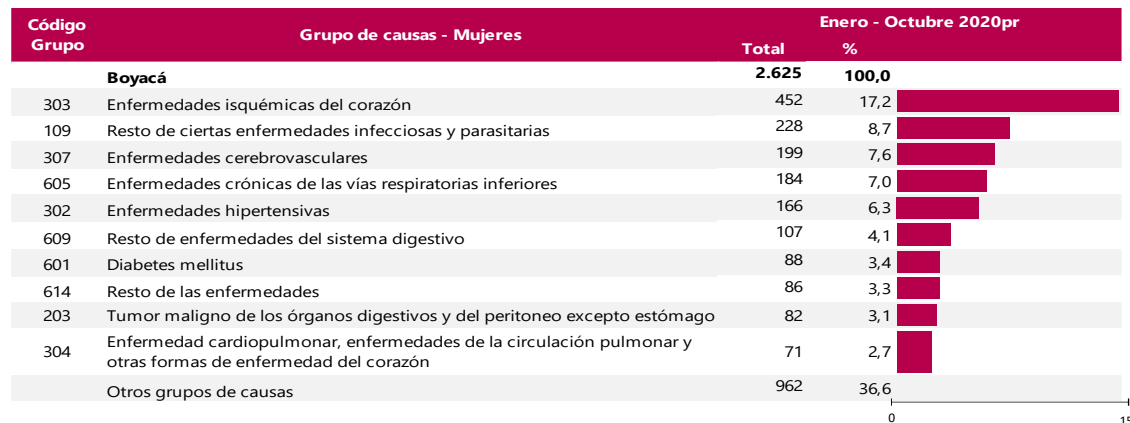 Código Grupo Grupo de causas - Mujeres Enero - Octubre 2020pr
Total %
Boyacá 2.625 100,0
303 Enfermedades isquémicas del corazón 452 17,2
109 Resto de ciertas enfermedades infecciosas y parasitarias 228 8,7
307 Enfermedades cerebrovasculares 199 7,6
605 Enfermedades crónicas de las vías respiratorias inferiores 184 7,0
302 Enfermedades hipertensivas 166 6,3
609 Resto de enfermedades del sistema digestivo 107 4,1
601 Diabetes mellitus 88 3,4
614 Resto de las enfermedades 86 3,3
203 Tumor maligno de los órganos digestivos y del peritoneo excepto estómago 82 3,1
304 Enfermedad cardiopulmonar, enfermedades de la circulación pulmonar y
otras formas de enfermedad del corazón 71 2,7
Otros grupos de causas 962 36,6
0 15